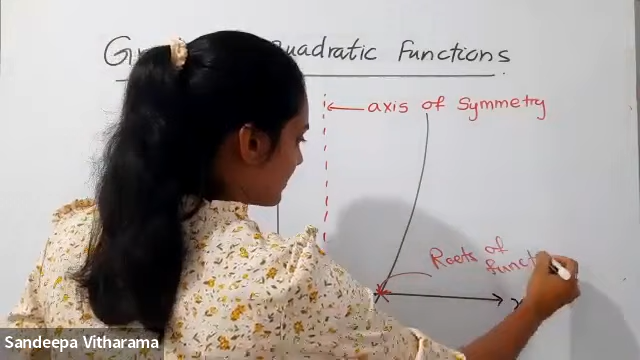 Quadratic Functions
axis of Symmetry
Roots of
x
Sandeepa Vitharama